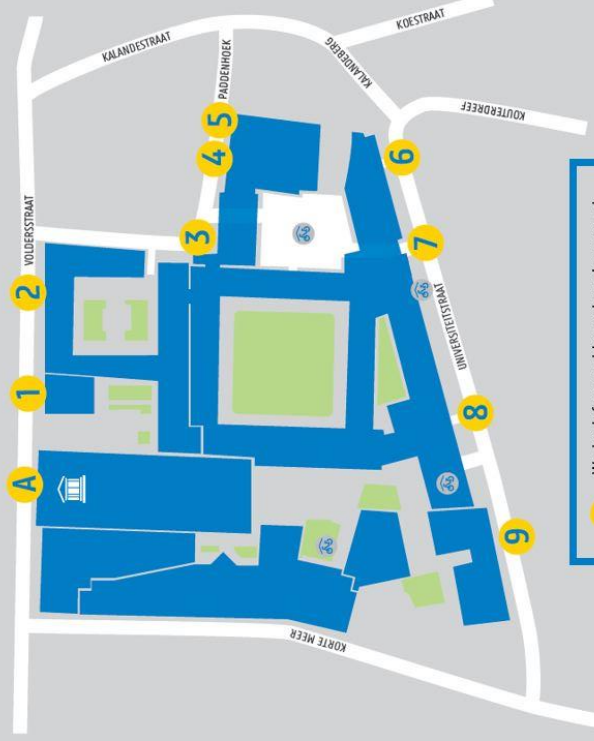 KALANDESTRAAT
KOESTRAAT
PADDENHOEK
KALANDEBERG
KOUTERDREEF
5
4
6
VOLDERSSTRAAT
3
7
2
UNIVERSITEITSTRAAT
1
8
A
9
KORTE MEER